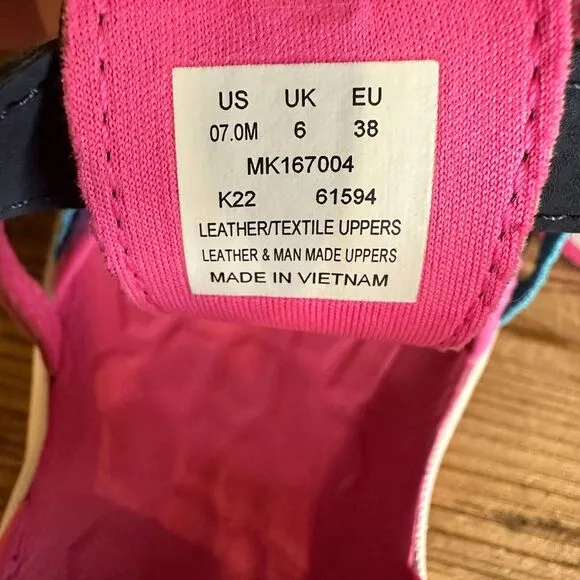 US UK EU
07.0M 6 38
MK167004
K22 61594
LEATHER/TEXTILE UPPERS
LEATHER & MAN MADE UPPERS
MADE IN VIETNAM